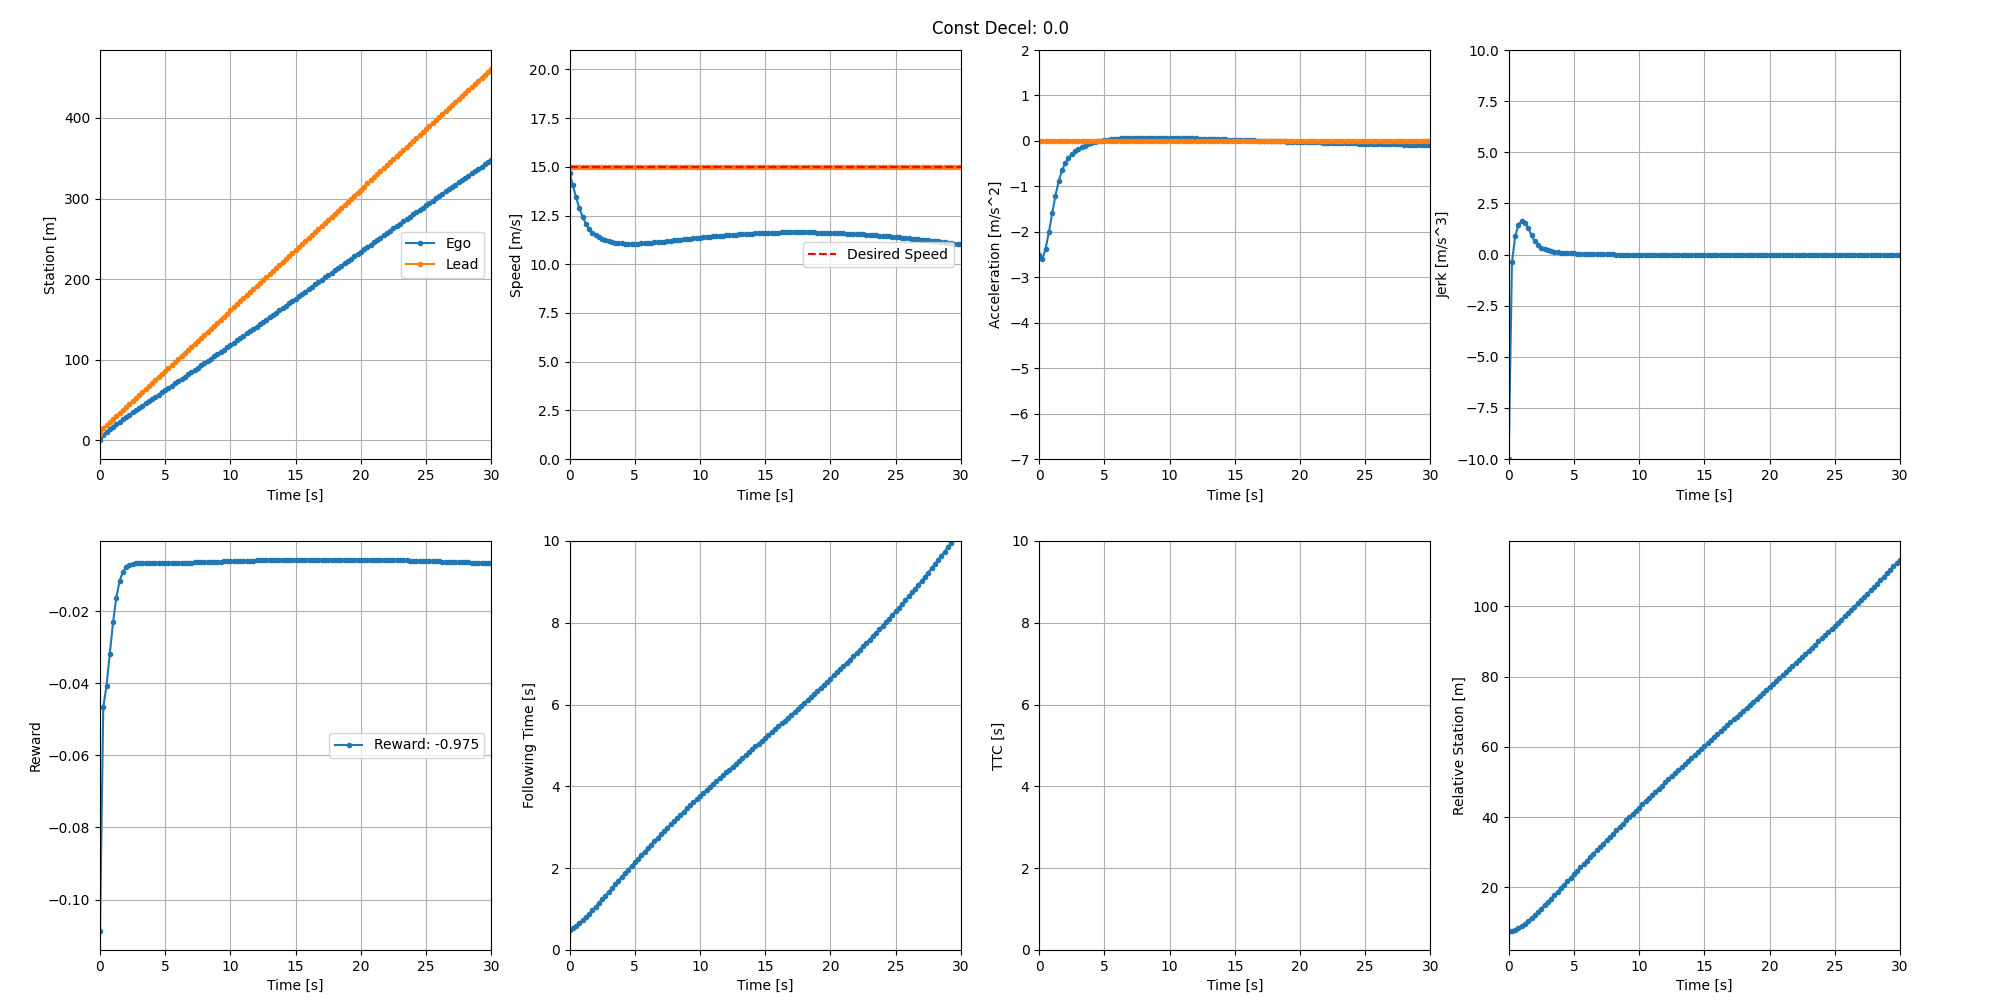 Const Decel: 0.0
Station [m]
400
300
200
100
0
0 5 10 15 20 25 30
Time [s]
Ego
Lead
Speed [m/s]
20.0
17.5
15.0
12.5
10.0
7.5
5.0
2.5
0.0
0 5 10 15 20 25 30
Time [s]
Desired Speed
Acceleration [m/s^2]
2
1
0
−1
−2
−3
−4
−5
−6
−7
0 5 10 15 20 25 30
Time [s]
Jerk [m/s^3]
10.0
7.5
5.0
2.5
0.0
−2.5
−5.0
−7.5
−10.0
0 5 10 15 20 25 30
Time [s]
Reward
−0.02
−0.04
−0.06
−0.08
−0.10
0 5 10 15 20 25 30
Time [s]
Reward: -0.975
Following Time [s]
10
8
6
4
2
0
0 5 10 15 20 25 30
Time [s]
TTC [s]
10
8
6
4
2
0
0 5 10 15 20 25 30
Time [s]
Relative Station [m]
100
80
60
40
20
0 5 10 15 20 25 30
Time [s]